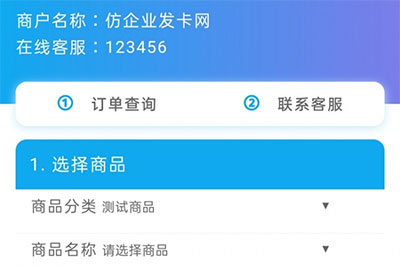 商户名称：仿企业发卡网
在线客服：123456
① 订单查询 ② 联系客服
1. 选择商品
商品分类 测试商品 ▼
商品名称 请选择商品 ▼